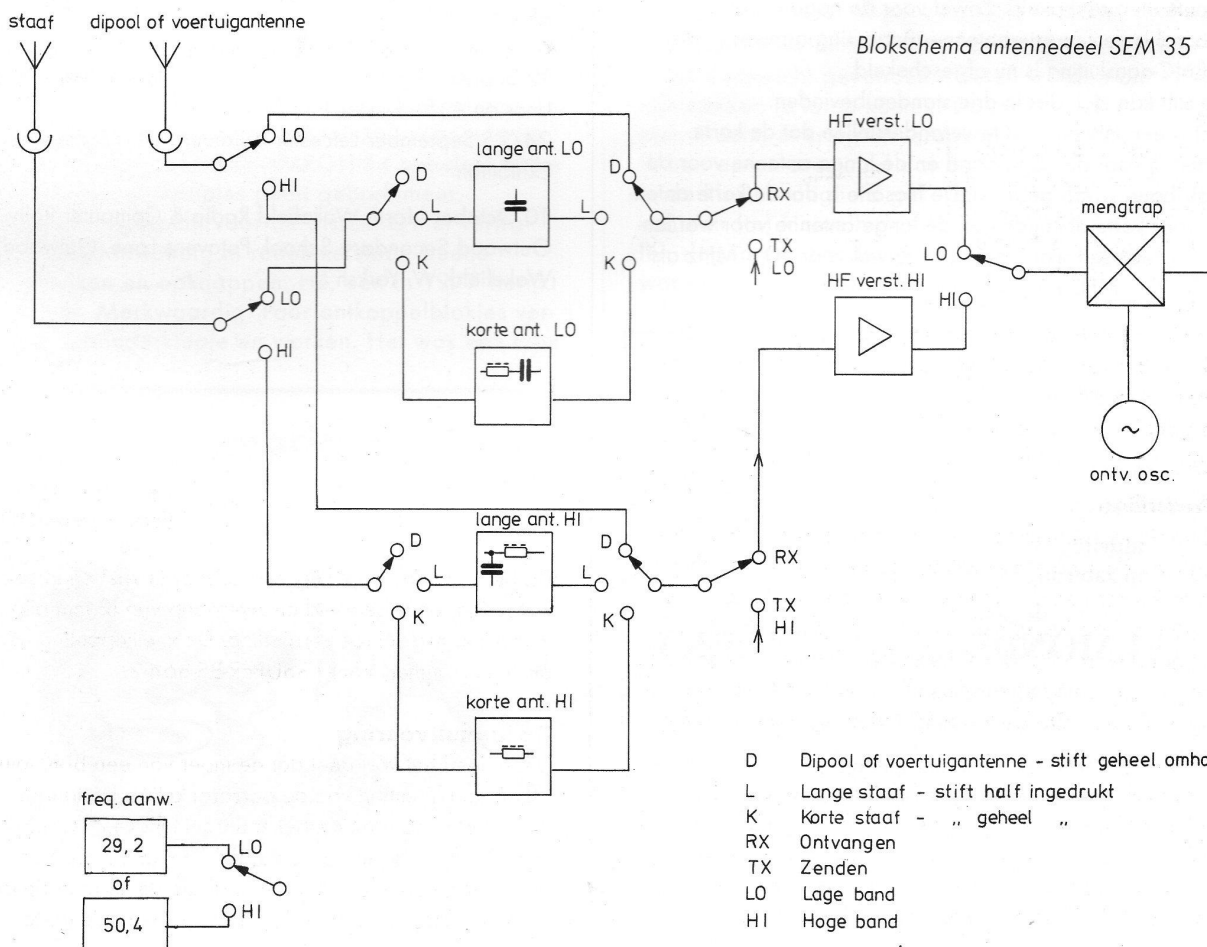 staaf
dipool of voertuigantenne
Blokschema antennedeel SEM 35
LO
HI
lange ant. LO
D
L
K
D
L
K
korte ant. LO
LO
HI
RX
TX
LO
HF verst. LO
HF verst. HI
LO
HI
mengtrap
~
ontv. osc.
lange ant. HI
D
L
K
D
L
K
RX
TX
HI
korte ant. HI
freq. aanw.
29,2
of
50,4
LO
HI
D Dipool of voertuigantenne - stift geheel omho
L Lange staaf - stift half ingedrukt
K Korte staaf - „ geheel „
RX Ontvangen
TX Zenden
LO Lage band
HI Hoge band